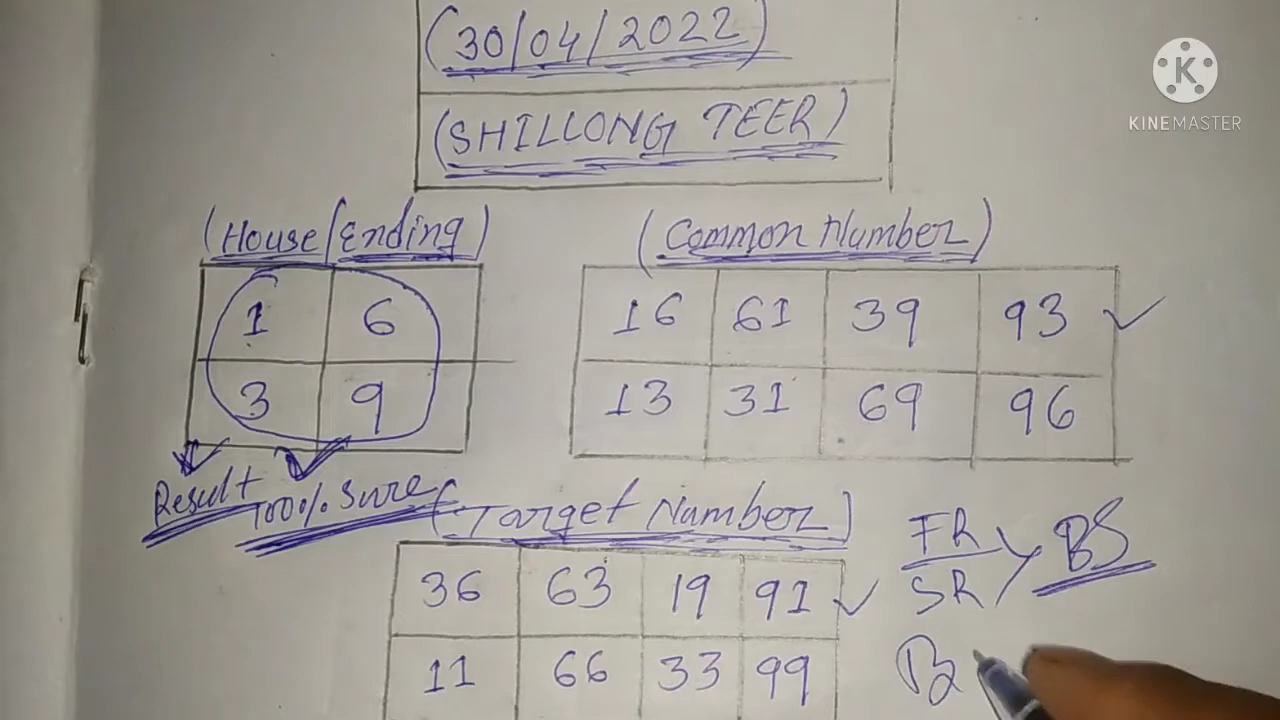 (30/04/2022)
K
KINEMASTER
(SHILLONG TEER)
(House/Ending) (Common Number)
1 6
3 9
16 61 39 93
13 31 69 96
Result 100% Sure
(Target Number)
36 63 19 91
11 66 33 99
FR
SR
BS